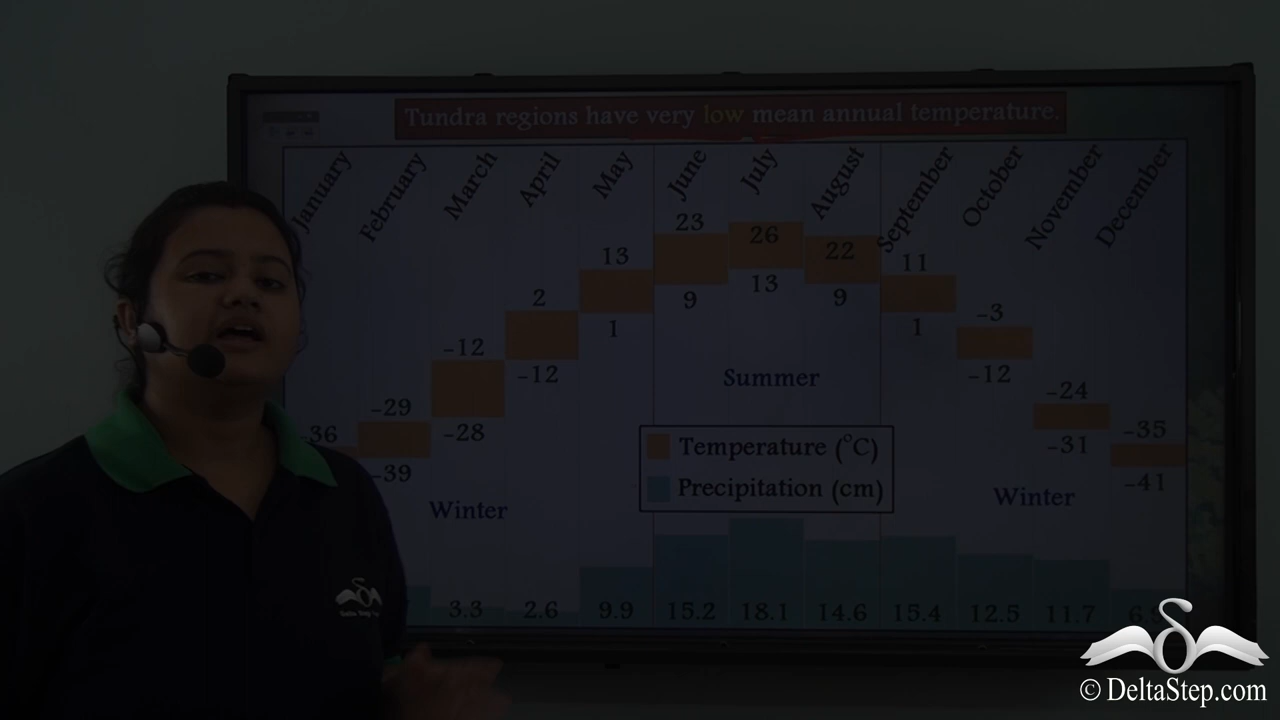 Tundra regions have very low mean annual temperature.
January February March April May June July August September October November December
-36 -29 -12 2 13 23 26 22 11 -3 -24 -35
-39 -28 -12 1 9 13 9 1 -12 -31 -41
Summer
Temperature (°C)
Precipitation (cm)
Winter Winter
3.3 2.6 9.9 15.2 18.1 14.6 15.4 12.5 11.7
© DeltaStep.com